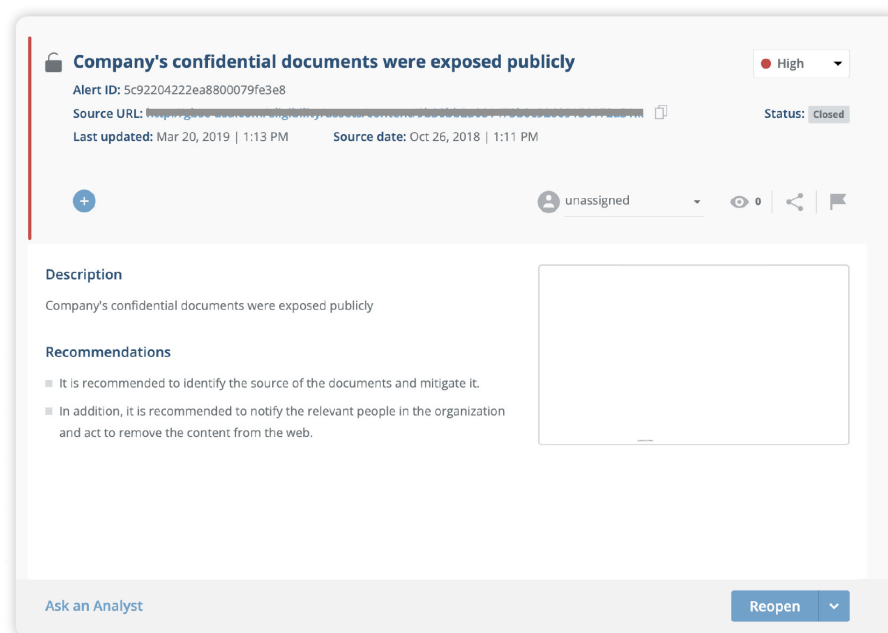 Company's confidential documents were exposed publicly
High
Alert ID: 5c92204222ea8800079fe3e8
Source URL:
Status: Closed
Last updated: Mar 20, 2019 | 1:13 PM Source date: Oct 26, 2018 | 1:11 PM
unassigned
0
Description
Company's confidential documents were exposed publicly
Recommendations
It is recommended to identify the source of the documents and mitigate it.
In addition, it is recommended to notify the relevant people in the organization
and act to remove the content from the web.
Ask an Analyst
Reopen